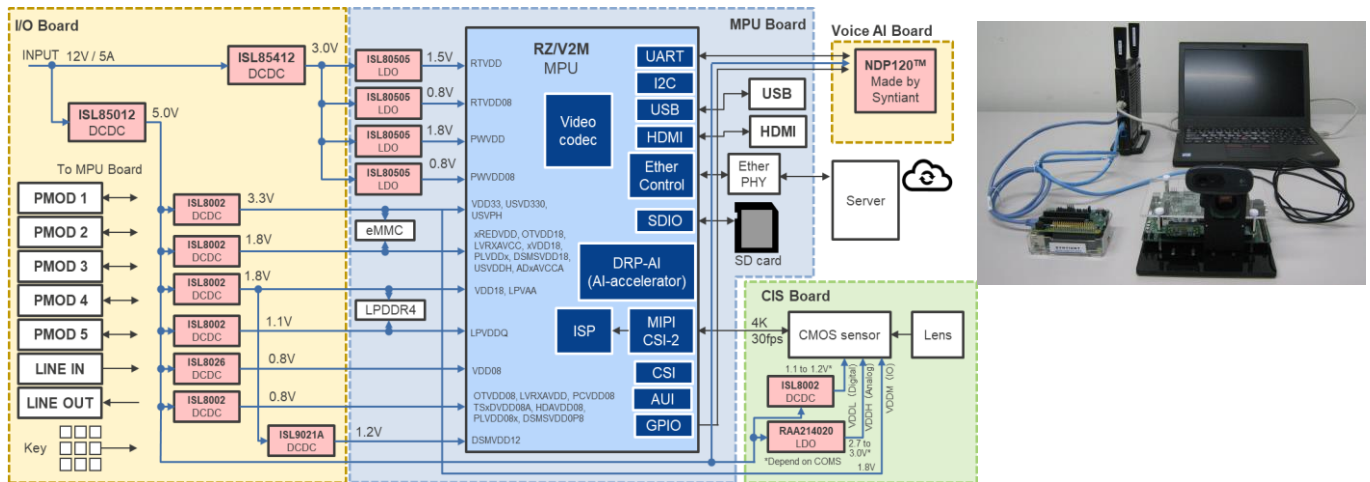 I/O Board
INPUT 12V / 5A
ISL85412
DCDC
3.0V
ISL85012
DCDC
5.0V
To MPU Board
PMOD 1
PMOD 2
PMOD 3
PMOD 4
PMOD 5
LINE IN
LINE OUT
Key
ISL8002
DCDC
3.3V
ISL8002
DCDC
1.8V
ISL8002
DCDC
1.8V
ISL8002
DCDC
1.1V
ISL8026
DCDC
0.8V
ISL8002
DCDC
0.8V
ISL9021A
DCDC
1.2V
MPU Board
ISL80505
LDO
1.5V
ISL80505
LDO
0.8V
ISL80505
LDO
1.8V
ISL80505
LDO
0.8V
eMMC
LPDDR4
RZ/V2M
MPU
RTVDD
RTVDD08
PWVDD
PWVDD08
VDD33, USVD330,
USVPH
xREDVDD, OTVDD18,
LVRXAVCC, xVDD18,
PLVDDx, DSMSVDD18,
USVDDH, ADxAVCCA
VDD18, LPVAA
LPVDDQ
VDD08
OTVDD08, LVRXAVDD, PCVDD08
TSxDVDD08A, HDAVDD08,
PLVDD08x, DSMSVDD0P8
DSMVDD12
Video
codec
UART
I2C
USB
HDMI
Ether
Control
SDIO
DRP-AI
(AI-accelerator)
ISP
MIPI
CSI-2
CSI
AUI
GPIO
USB
HDMI
Ether
PHY
SD card
Voice AI Board
NDP120™
Made by
Syntiant
Server
CIS Board
4K
30fps
CMOS sensor
Lens
1.1 to 1.2V*
ISL8002
DCDC
VDDL (Digital)
VDDH (Analog)
VDDM (IO)
RAA214020
LDO
2.7 to
3.0V*
*Depend on COMS
1.8V